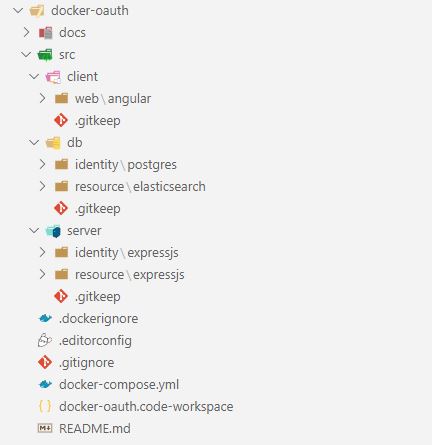 docker-oauth
docs
src
client
web\angular
.gitkeep
db
identity\postgres
resource\elasticsearch
.gitkeep
server
identity\expressjs
resource\expressjs
.gitkeep
.dockerignore
.editorconfig
.gitignore
docker-compose.yml
{ } docker-oauth.code-workspace
README.md